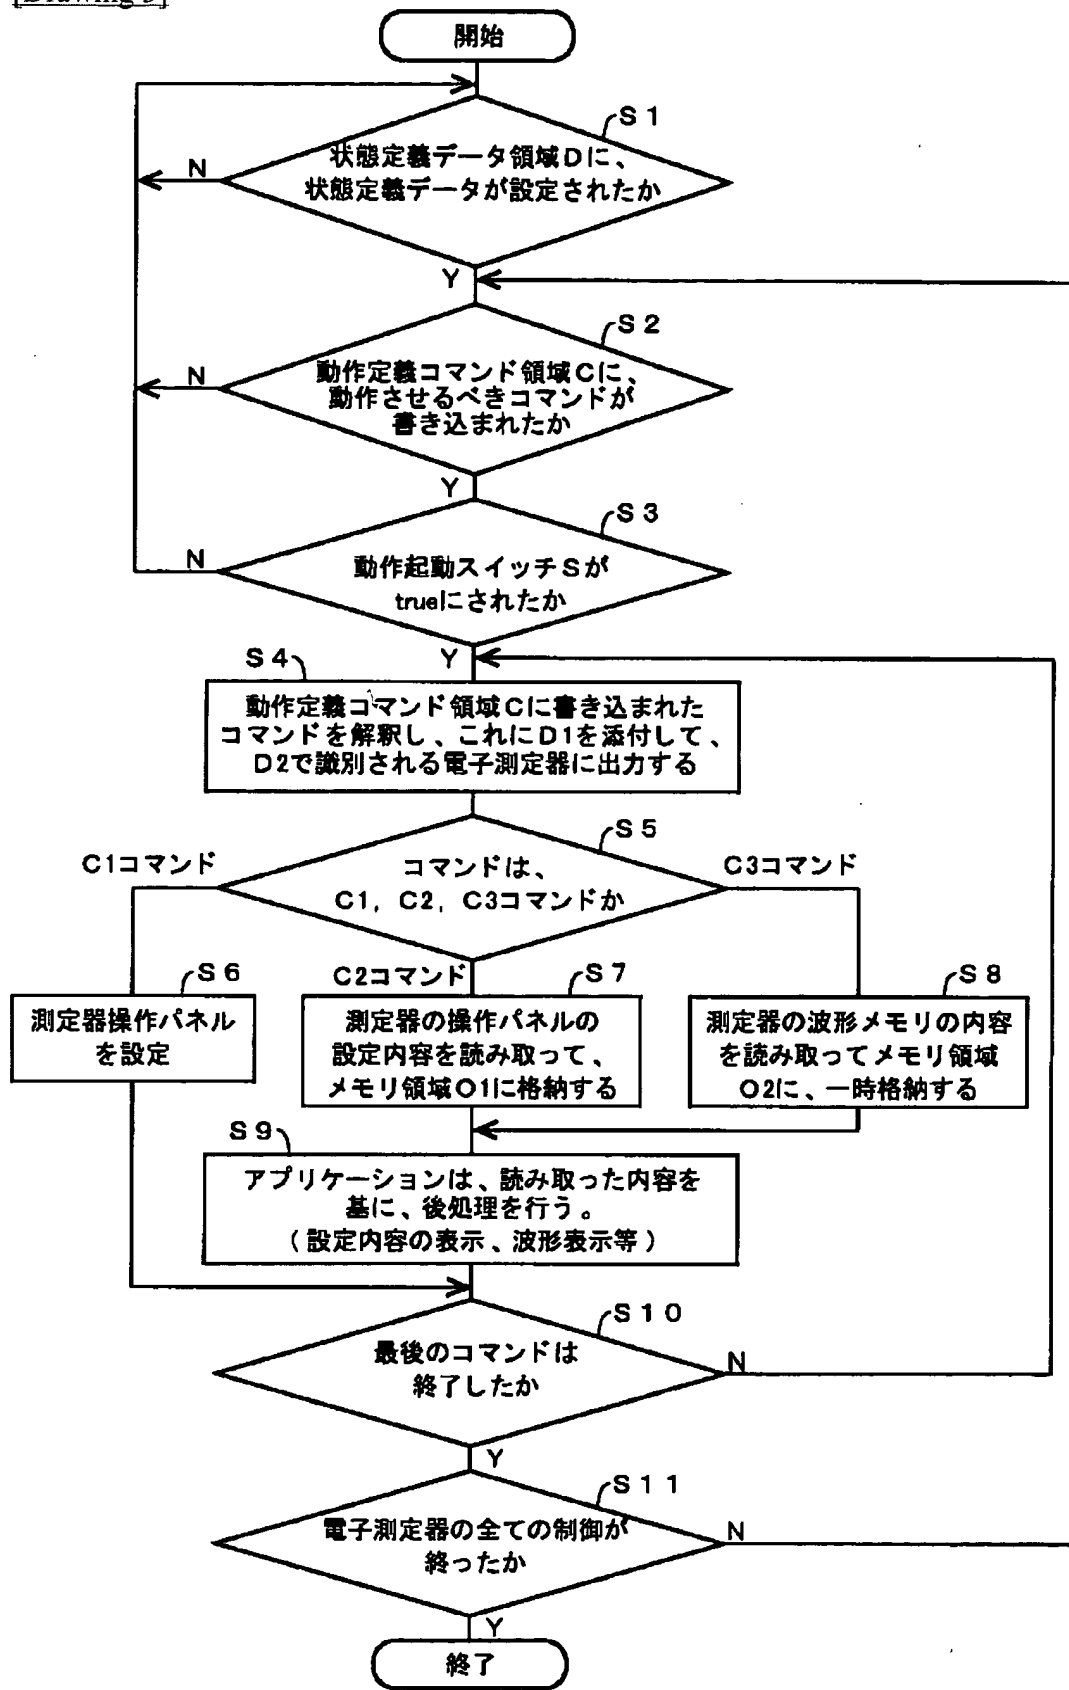 [Drawing 3]
開始
S1
状態定義データ領域Dに、
状態定義データが設定されたか
N
Y
S2
動作定義コマンド領域Cに、
動作させるべきコマンドが
書き込まれたか
N
Y
S3
動作起動スイッチSが
trueにされたか
N
Y
S4
動作定義コマンド領域Cに書き込まれた
コマンドを解釈し、これにD1を添付して、
D2で識別される電子測定器に出力する
S5
コマンドは、
C1, C2, C3コマンドか
C1コマンド
C2コマンド
C3コマンド
S6
測定器操作パネル
を設定
S7
測定器の操作パネルの
設定内容を読み取って、
メモリ領域O1に格納する
S8
測定器の波形メモリの内容
を読み取ってメモリ領域
O2に、一時格納する
S9
アプリケーションは、読み取った内容を
基に、後処理を行う。
(設定内容の表示、波形表示等)
S10
最後のコマンドは
終了したか
N
Y
S11
電子測定器の全ての制御が
終ったか
N
Y
終了